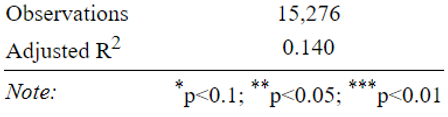 Observations 15,276
Adjusted R² 0.140
Note: *p<0.1; **p<0.05; ***p<0.01